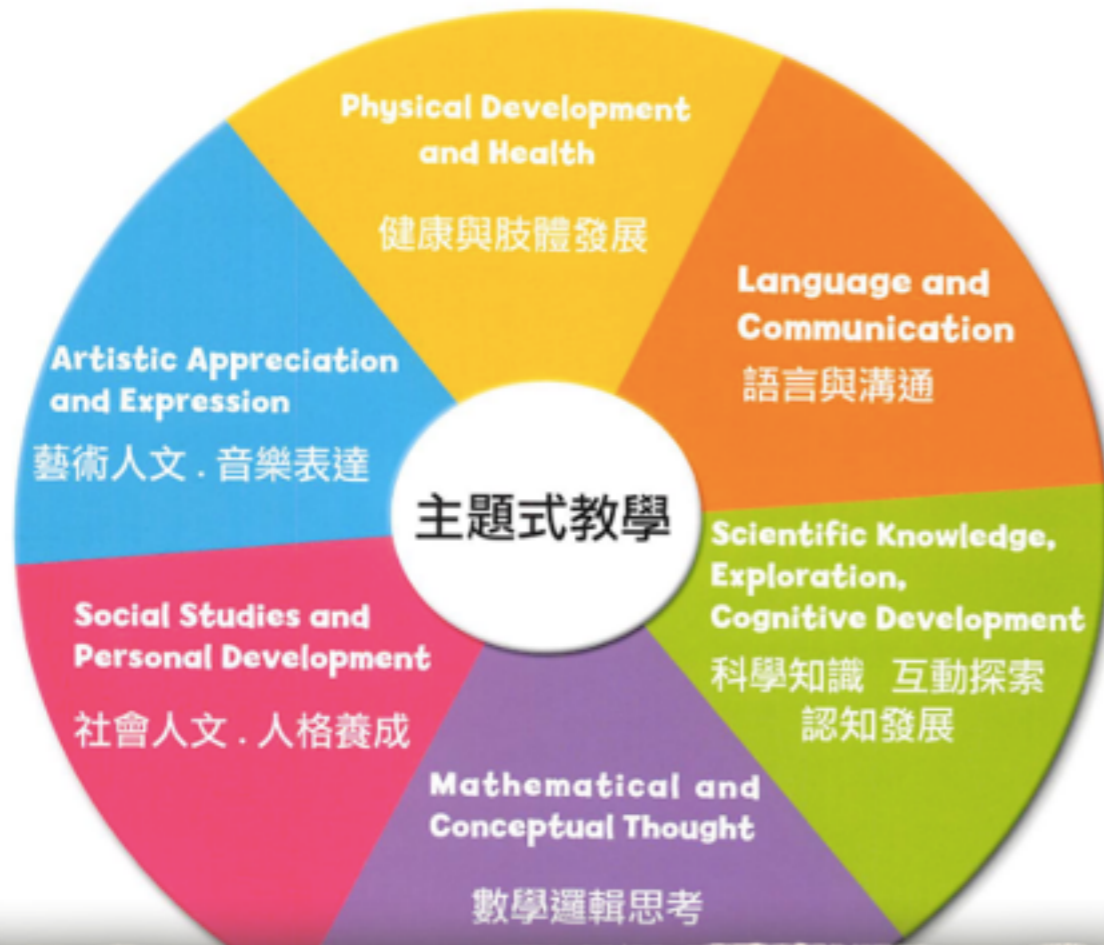 Physical Development
and Health
健康與肢體發展
Language and
Communication
語言與溝通
Scientific Knowledge,
Exploration,
Cognitive Development
科學知識 互動探索
認知發展
Mathematical and
Conceptual Thought
數學邏輯思考
Social Studies and
Personal Development
社會人文.人格養成
Artistic Appreciation
and Expression
藝術人文.音樂表達
主題式教學